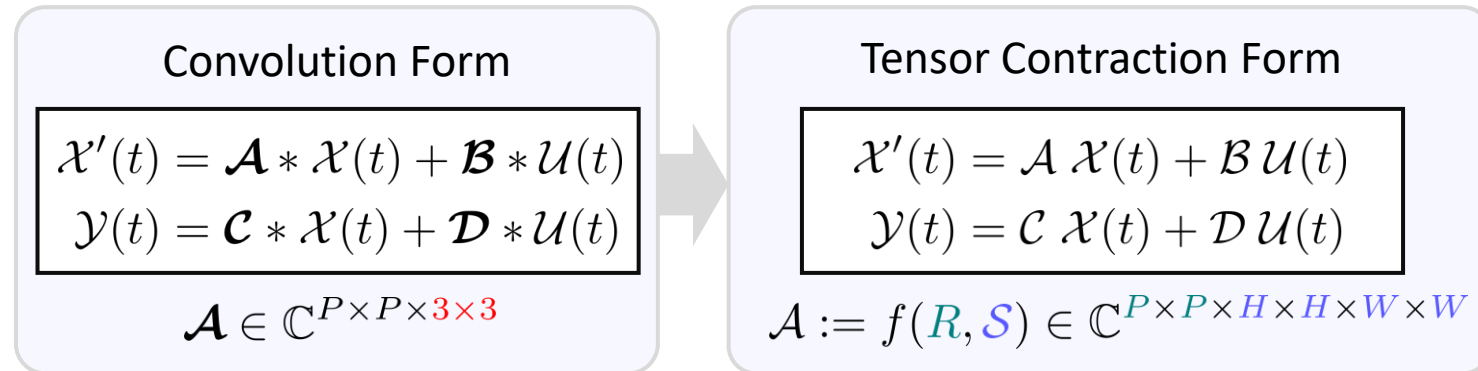 Convolution Form
𝒳′(t) = 𝓐 * 𝒳(t) + 𝓑 * 𝒰(t)
𝒴(t) = 𝓒 * 𝒳(t) + 𝓓 * 𝒰(t)
𝓐 ∈ ℂ^{P×P×3×3}
Tensor Contraction Form
𝒳′(t) = 𝒜 𝒳(t) + ℬ 𝒰(t)
𝒴(t) = 𝒞 𝒳(t) + 𝒟 𝒰(t)
𝒜 := f(R, 𝒮) ∈ ℂ^{P×P×H×H×W×W}